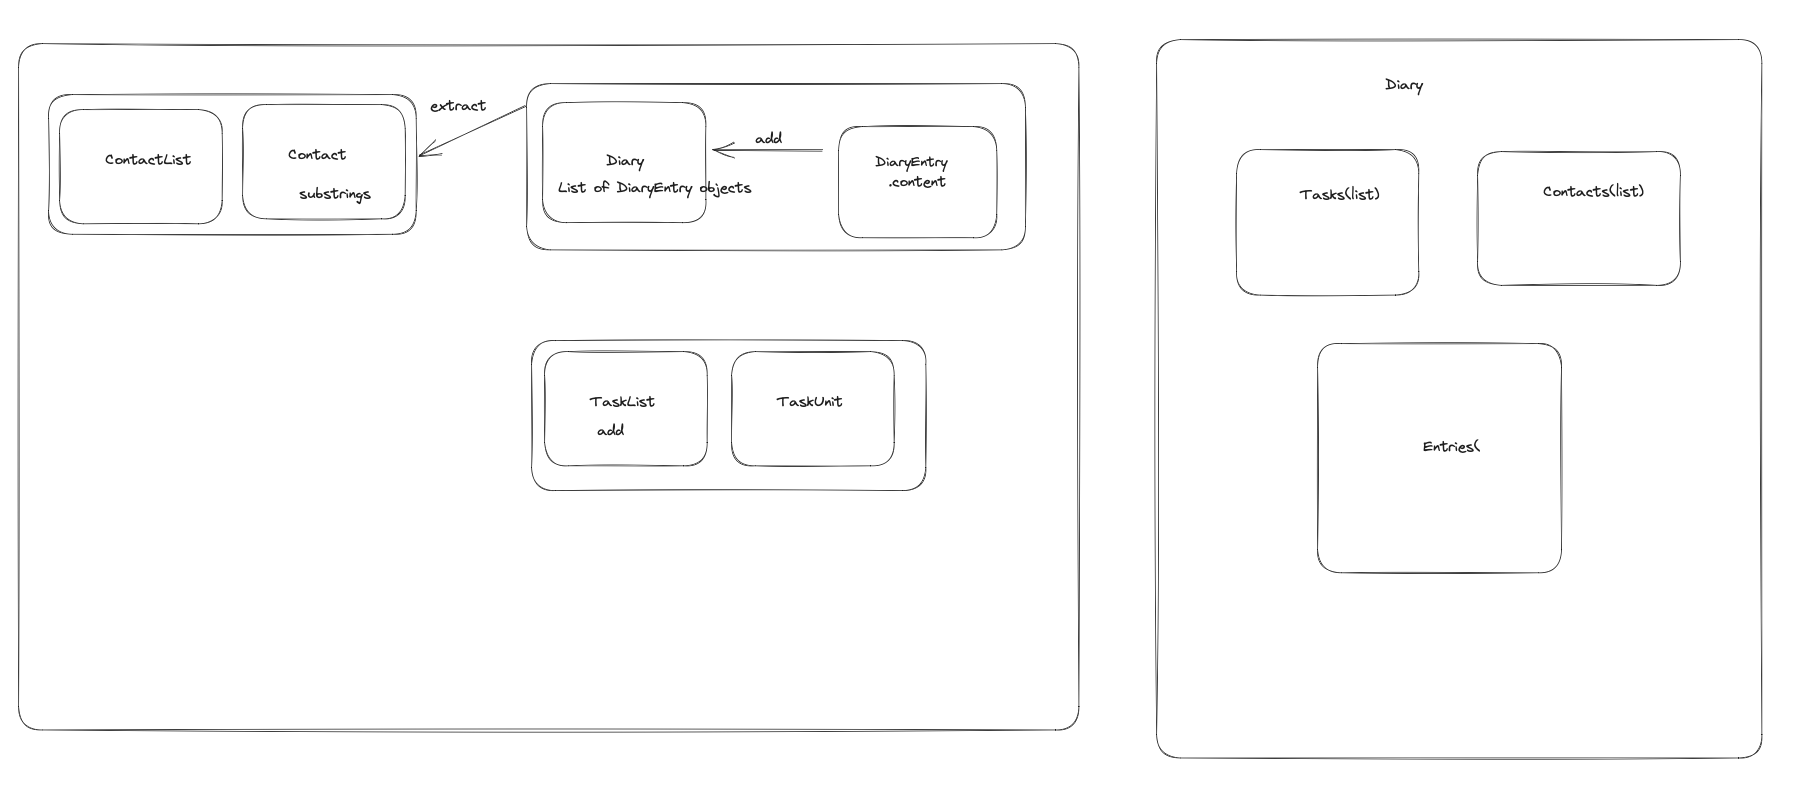 extract
ContactList
Contact
substrings
Diary
List of DiaryEntry objects
add
DiaryEntry
.content
TaskList
add
TaskUnit
Diary
Tasks(list)
Contacts(list)
Entries(